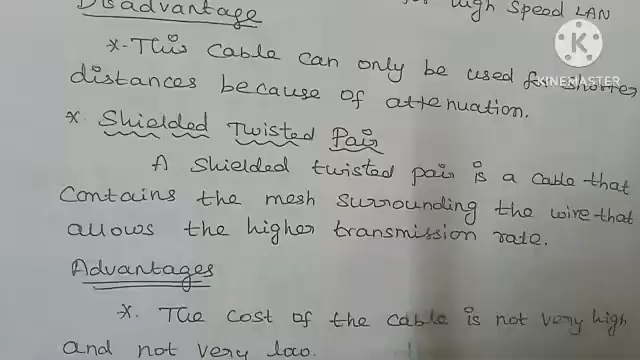 for high speed LAN
Disadvantage
*. This cable can only be used for shorter
distances because of attenuation.
*. Shielded Twisted Pair
A shielded twisted pair is a cable that
contains the mesh surrounding the wire that
allows the higher transmission rate.
Advantages
*. The cost of the cable is not very high
and not very low.
K
KINEMASTER